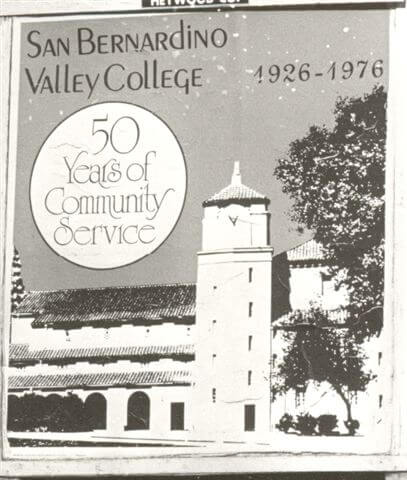 San Bernardino
Valley College 1926-1976
50
Years of
Community
Service